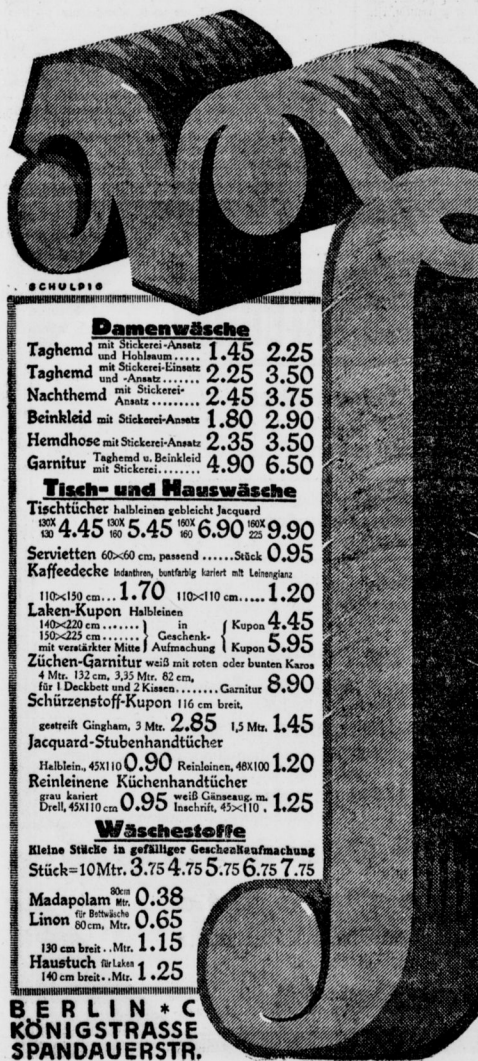 SCHULPIG
Damenwäsche
Taghemd mit Stickerei-Ansatz und Hohlsaum..... 1.45 2.25
Taghemd mit Stickerei-Einsatz und -Ansatz....... 2.25 3.50
Nachthemd mit Stickerei-Ansatz ......... 2.45 3.75
Beinkleid mit Stickerei-Ansatz 1.80 2.90
Hemdhose mit Stickerei-Ansatz 2.35 3.50
Garnitur Taghemd u. Beinkleid mit Stickerei........ 4.90 6.50
Tisch- und Hauswäsche
Tischtücher halbleinen gebleicht Jacquard
130X130 4.45 130X160 5.45 160X160 6.90 160X225 9.90
Servietten 60×60 cm, passend ......Stück 0.95
Kaffeedecke Indanthren, buntfarbig kariert mit Leinenglanz
110×150 cm... 1.70 110×110 cm..... 1.20
Laken-Kupon Halbleinen
140×220 cm ....... } in { Kupon 4.45
150×225 cm ....... } Geschenk-
mit verstärkter Mitte } Aufmachung { Kupon 5.95
Züchen-Garnitur weiß mit roten oder bunten Karos
4 Mtr. 132 cm, 3,35 Mtr. 82 cm,
für 1 Deckbett und 2 Kissen........ Garnitur 8.90
Schürzenstoff-Kupon 116 cm breit,
gestreift Gingham, 3 Mtr. 2.85 1,5 Mtr. 1.45
Jacquard-Stubenhandtücher
Halblein., 45X110 0.90 Reinleinen, 48X100 1.20
Reinleinene Küchenhandtücher
grau kariert Drell, 45X110 cm 0.95 weiß Gänseaug. m. Inschrift, 45×110 . 1.25
Wäschestoffe
Kleine Stücke in gefälliger Geschenkaufmachung
Stück=10Mtr. 3.75 4.75 5.75 6.75 7.75
Madapolam 80cm Mtr. 0.38
Linon für Bettwäsche 80cm, Mtr. 0.65
130 cm breit . . Mtr. 1.15
Haustuch für Laken 140 cm breit. . Mtr. 1.25
BERLIN * C
KÖNIGSTRASSE
SPANDAUERSTR.